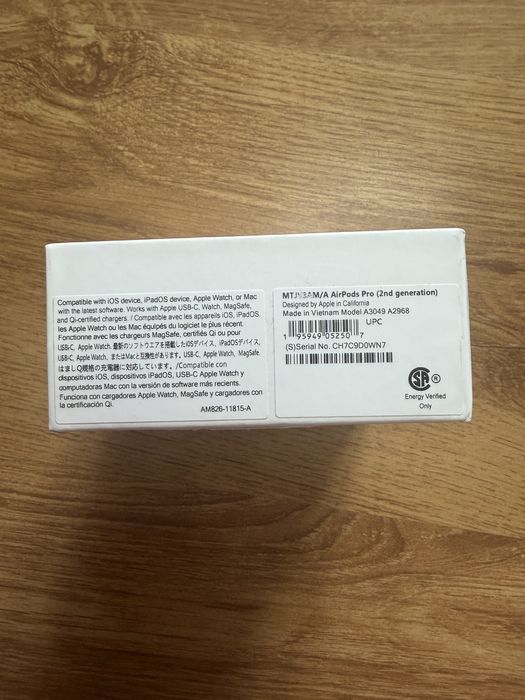 Compatible with iOS device, iPadOS device, Apple Watch, or Mac
with the latest software. Works with Apple USB-C, Watch, MagSafe,
and Qi-certified chargers. / Compatible avec les appareils iOS, iPadOS.
les Apple Watch ou les Mac équipés du logiciel le plus récent.
Fonctionne avec les chargeurs MagSafe, certifiés Qi ou pour
USB-C, Apple Watch, 最新のソフトウエアを搭載したiOSデバイス、iPadOSデバイス,
USB-C, Apple Watch, またはMacと互換性があります。USB-C, Apple Watch, MagSafe.
はましQ規格の充電器に対応しています。/Compatible con
dispositivos iOS, dispositivos iPadOS, USB-C Apple Watch y
computadoras Mac con la versión de software más recients.
Funciona con cargadores Apple Watch, MagSafe y cargadores con
la certificatión Qi.
AM826-11815-A
MTJV3AM/A AirPods Pro (2nd generation)
Designed by Apple in California
Made in Vietnam Model A3049 A2968
UPC
1 95949 05250 7
(S)Serial No. CH7C9D0WN7
SA ®
Energy Verified
Only